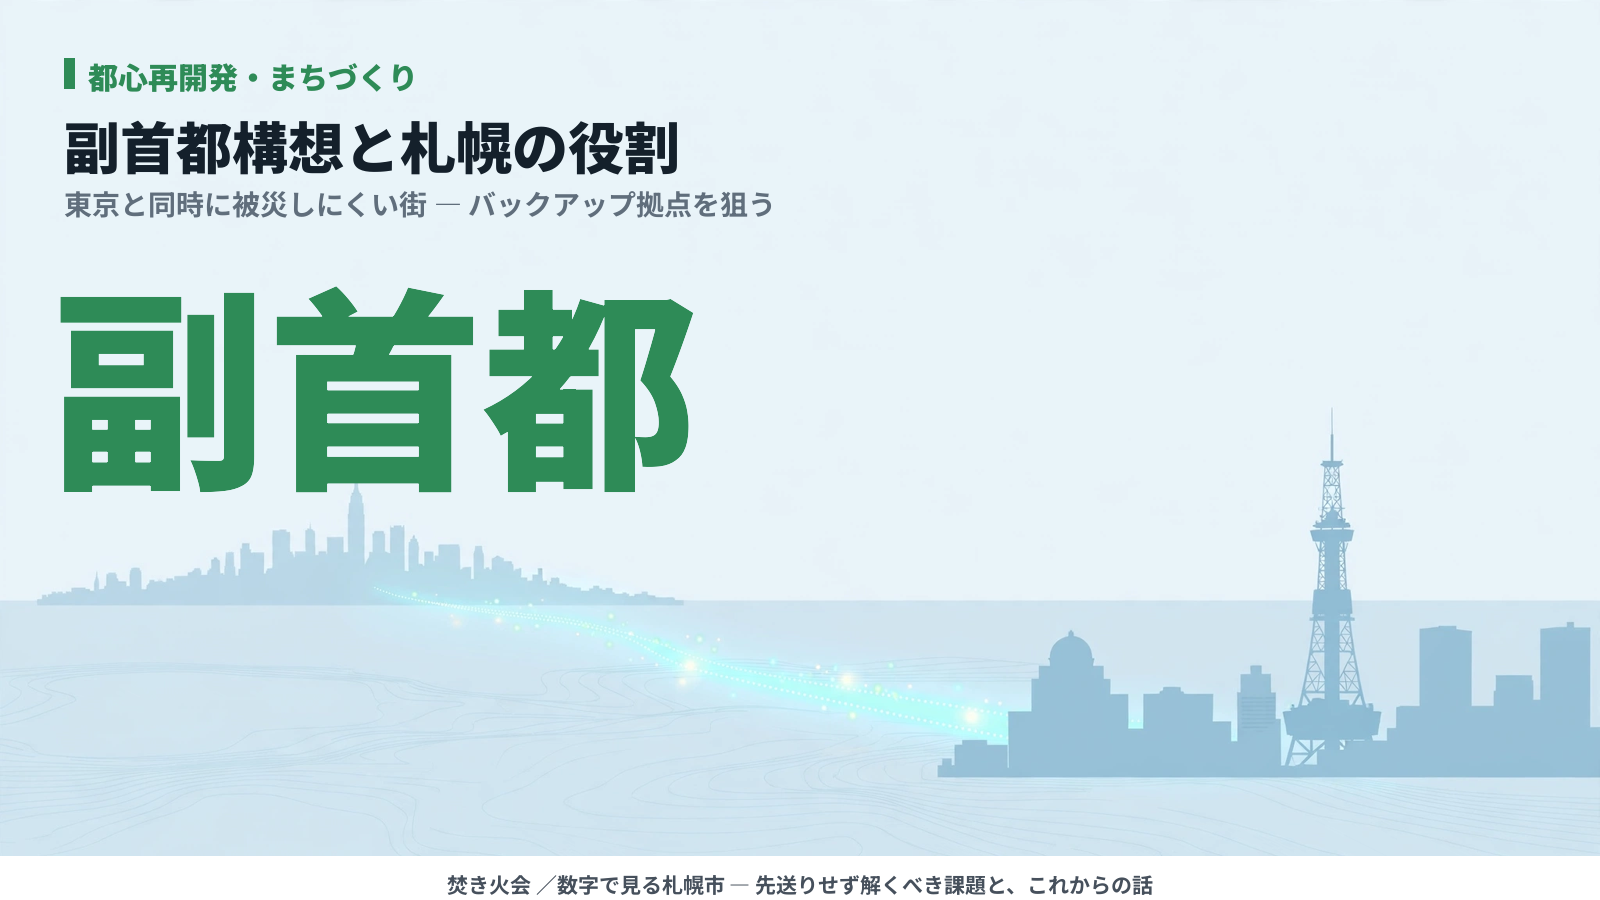 都心再開発・まちづくり
副首都構想と札幌の役割
東京と同時に被災しにくい街 — バックアップ拠点を狙う
副首都
焚き火会 ／数字で見る札幌市 — 先送りせず解くべき課題と、これからの話